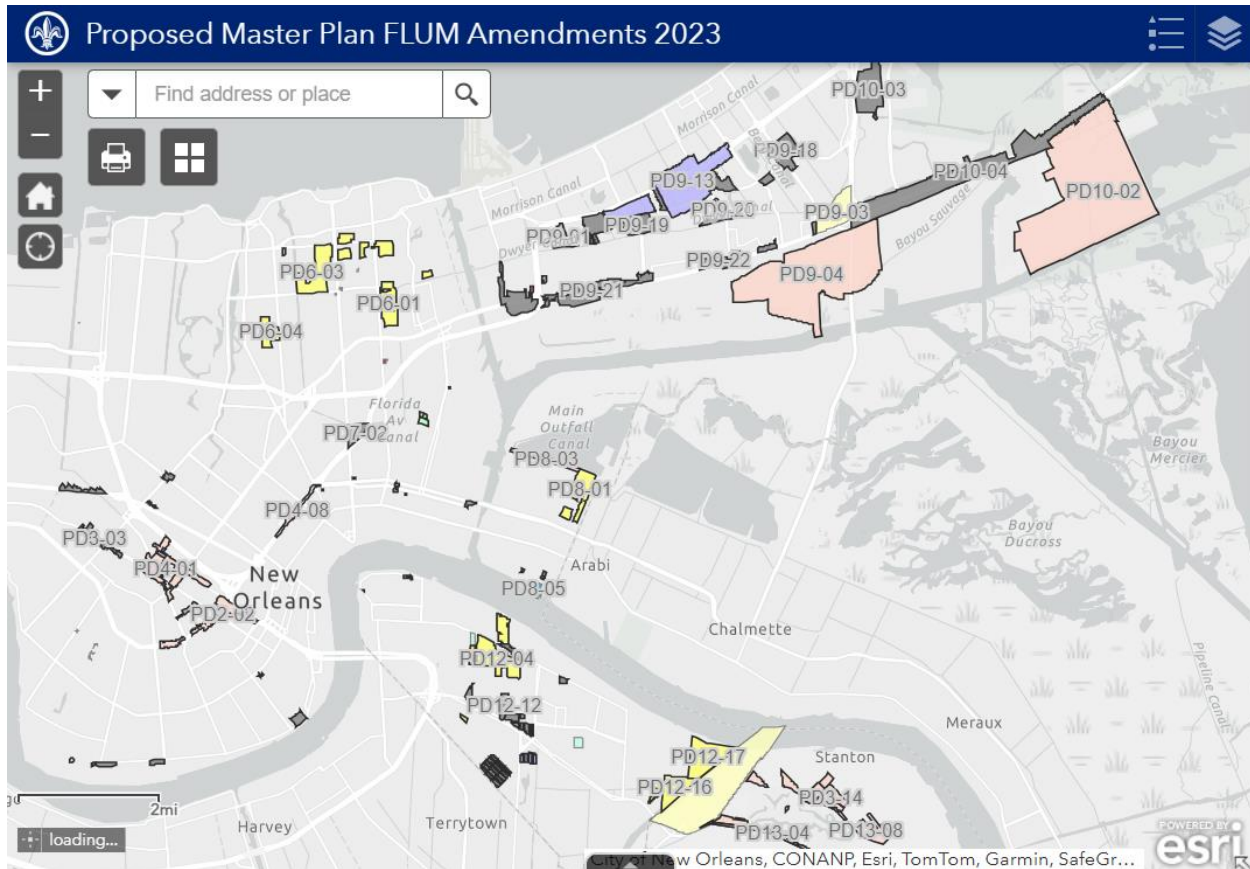 Proposed Master Plan FLUM Amendments 2023
+
Find address or place
−
PD10-03
Morrison Canal
PD9-18
PD10-04
PD9-13
PD10-02
Morrison Canal
PD9-20
PD9-03
PD9-19
PD9-01
Bayou Sauvage
PD9-22
PD6-03
PD9-04
PD9-21
PD6-01
PD6-04
Florida
Av
Canal
Main
Outfall
Canal
PD7-02
Bayou
Mercier
PD8-03
PD8-01
PD4-08
Bayou
Ducross
PD3-03
Arabi
PD4-01
New
Orleans
PD8-05
PD2-02
Chalmette
PD12-04
Pipeline Canal
PD12-12
Meraux
PD12-17
Stanton
PD12-16
PD3-14
2mi
Harvey
Terrytown
PD13-04
PD13-08
loading...
POWERED BY
esri
City of New Orleans, CONANP, Esri, TomTom, Garmin, SafeGr...